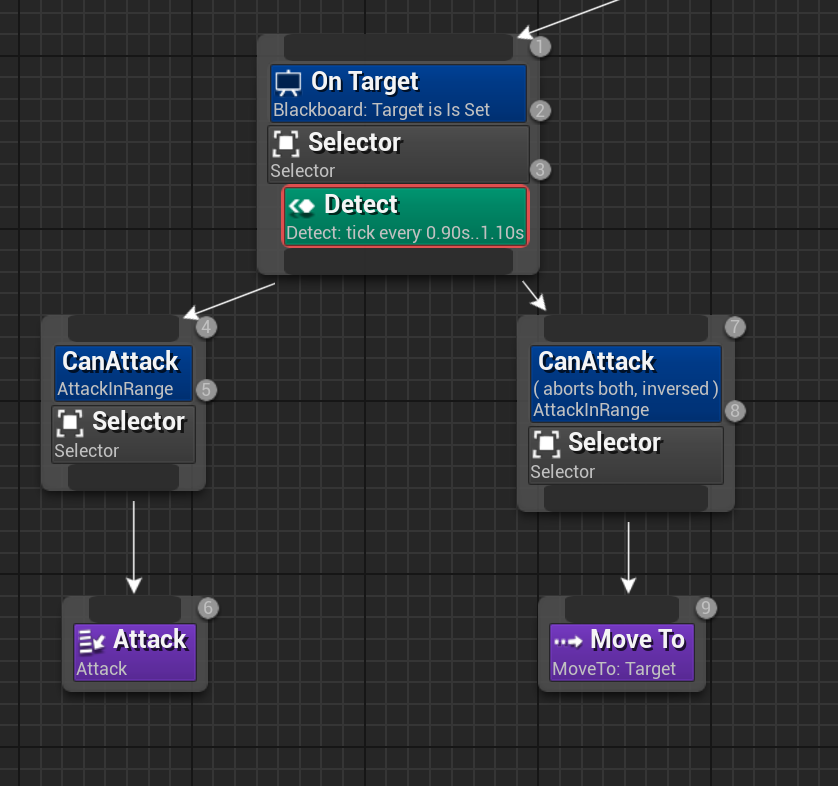 1
On Target
Blackboard: Target is Is Set
2
Selector
Selector
3
Detect
Detect: tick every 0.90s..1.10s
4
CanAttack
AttackInRange
5
Selector
Selector
7
CanAttack
( aborts both, inversed )
AttackInRange
8
Selector
Selector
6
Attack
Attack
9
Move To
MoveTo: Target